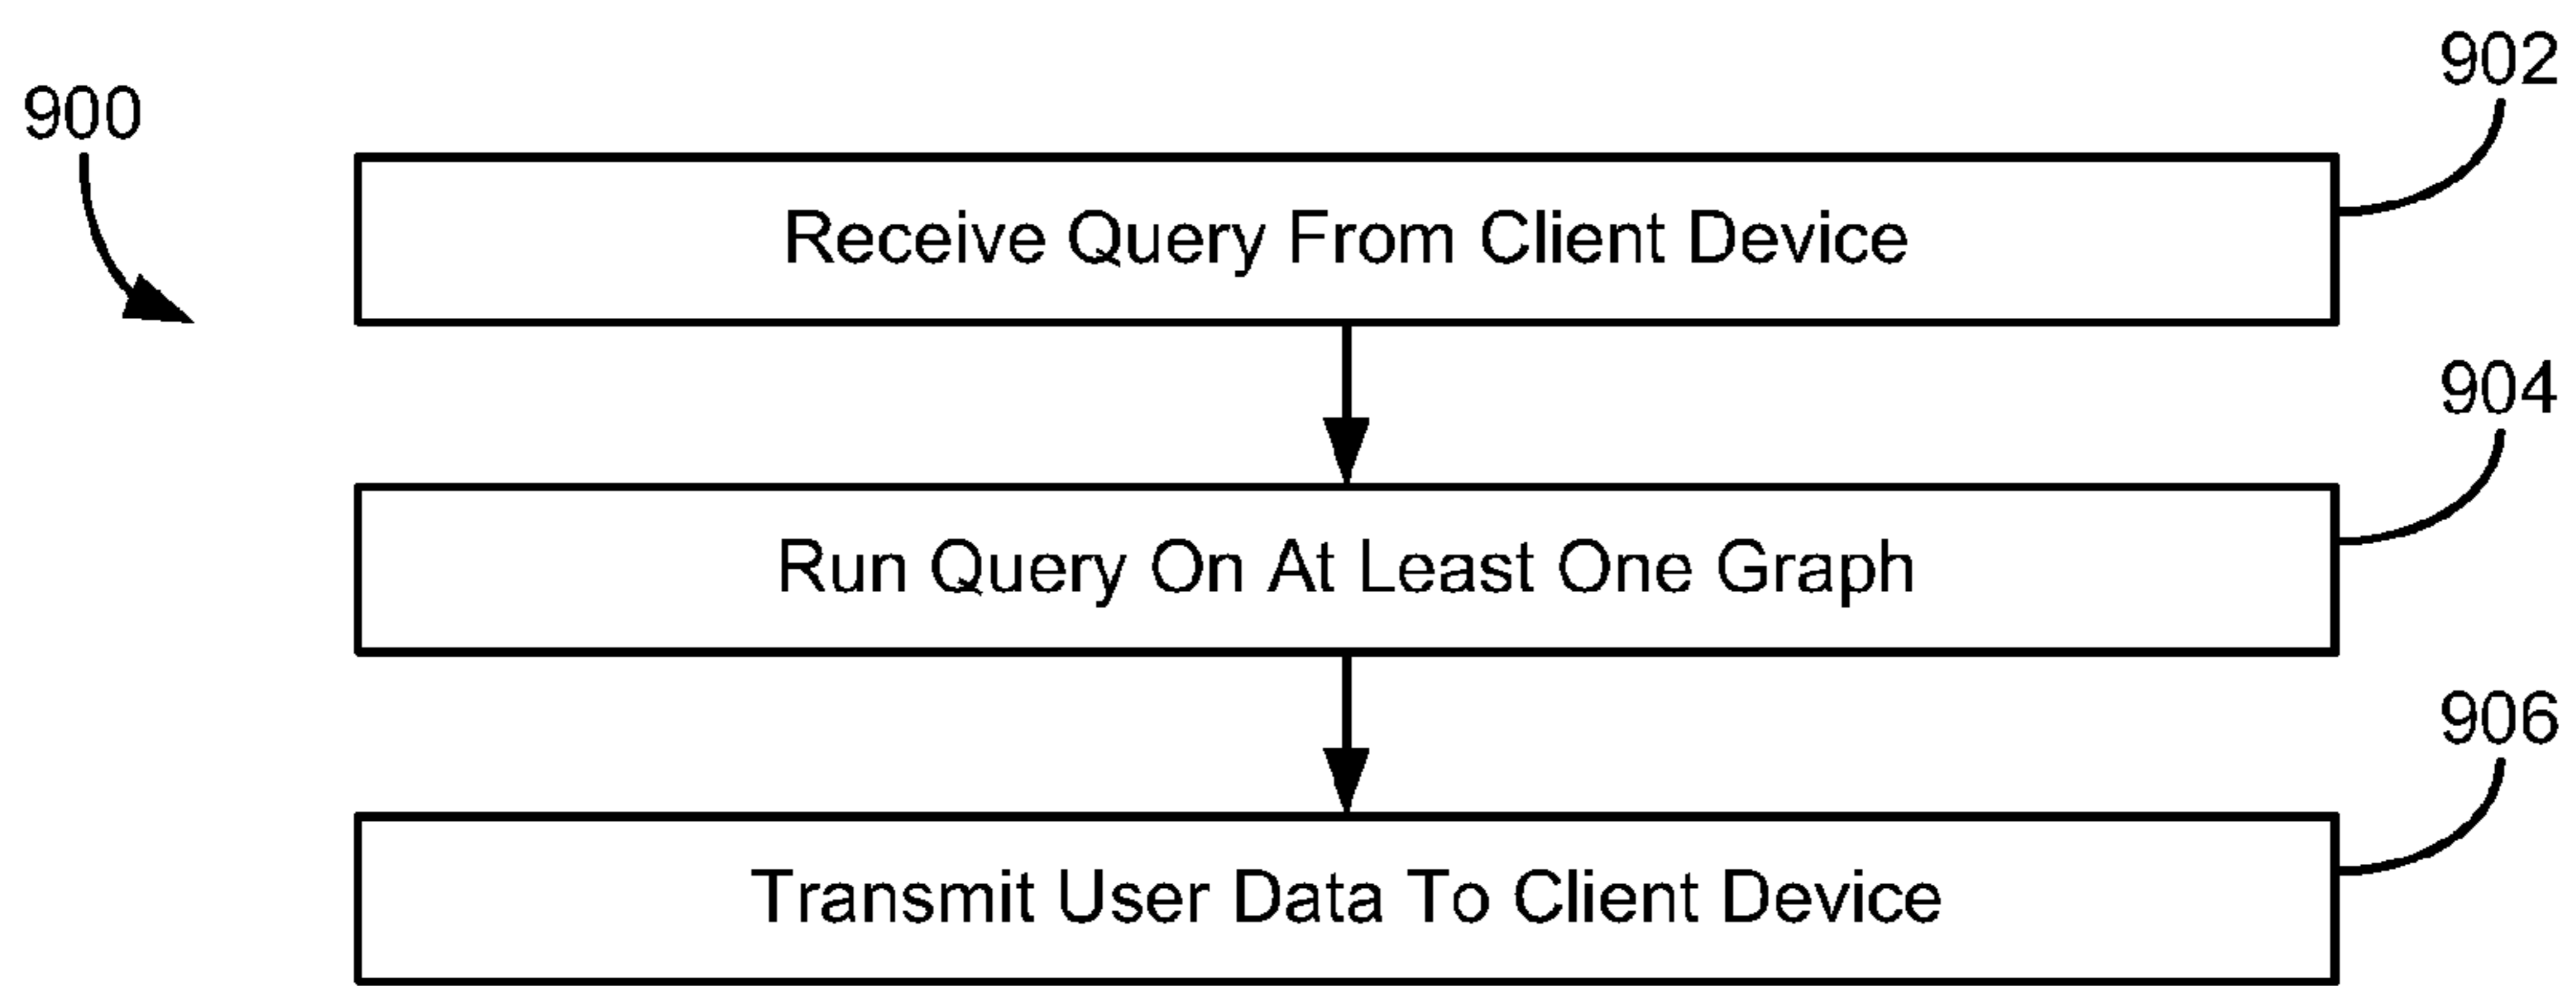 902
900
Receive Query From Client Device
904
Run Query On At Least One Graph
906
Transmit User Data To Client Device